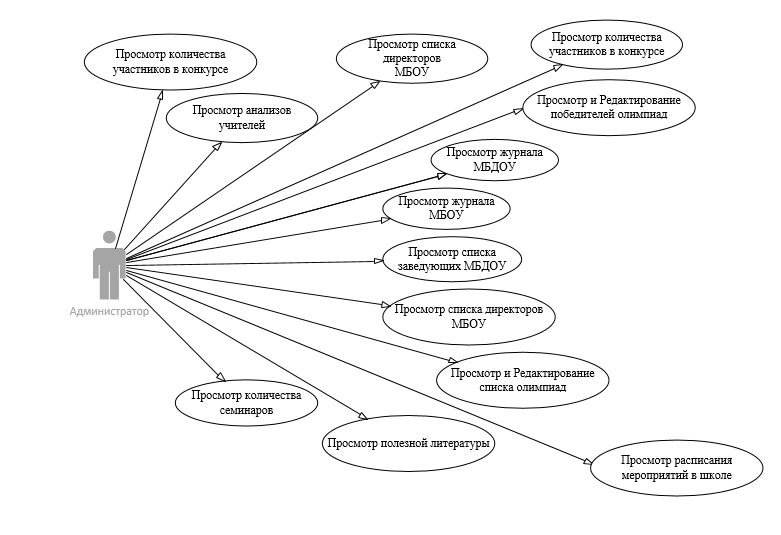 Просмотр количества
участников в конкурсе
Просмотр списка
директоров
МБОУ
Просмотр количества
участников в конкурсе
Просмотр анализов
учителей
Просмотр и Редактирование
победителей олимпиад
Просмотр журнала
МБДОУ
Просмотр журнала
МБОУ
Просмотр списка
заведующих МБДОУ
Администратор
Просмотр списка директоров
МБОУ
Просмотр и Редактирование
списка олимпиад
Просмотр количества
семинаров
Просмотр полезной литературы
Просмотр расписания
мероприятий в школе